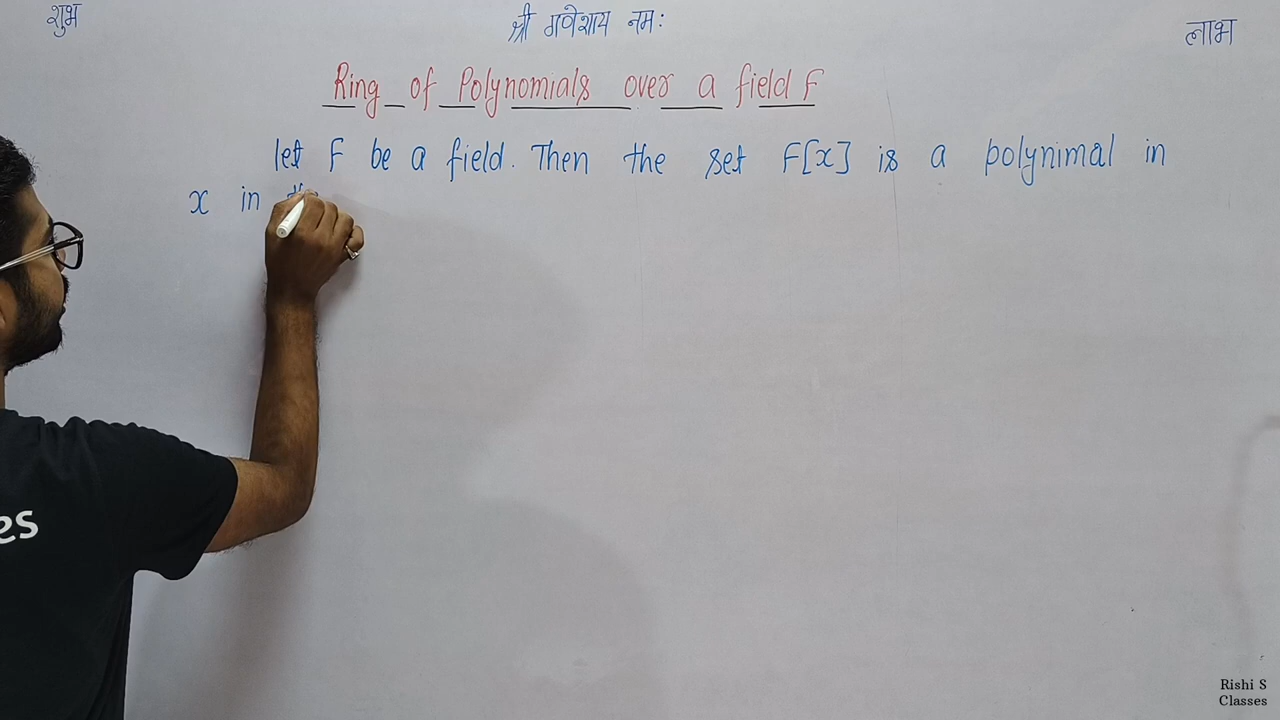 शुभ
श्री गणेशाय नमः
लाभ
Ring of Polynomials over a field F
let F be a field. Then the set F[x] is a polynimal in
x in
es
Rishi S
Classes